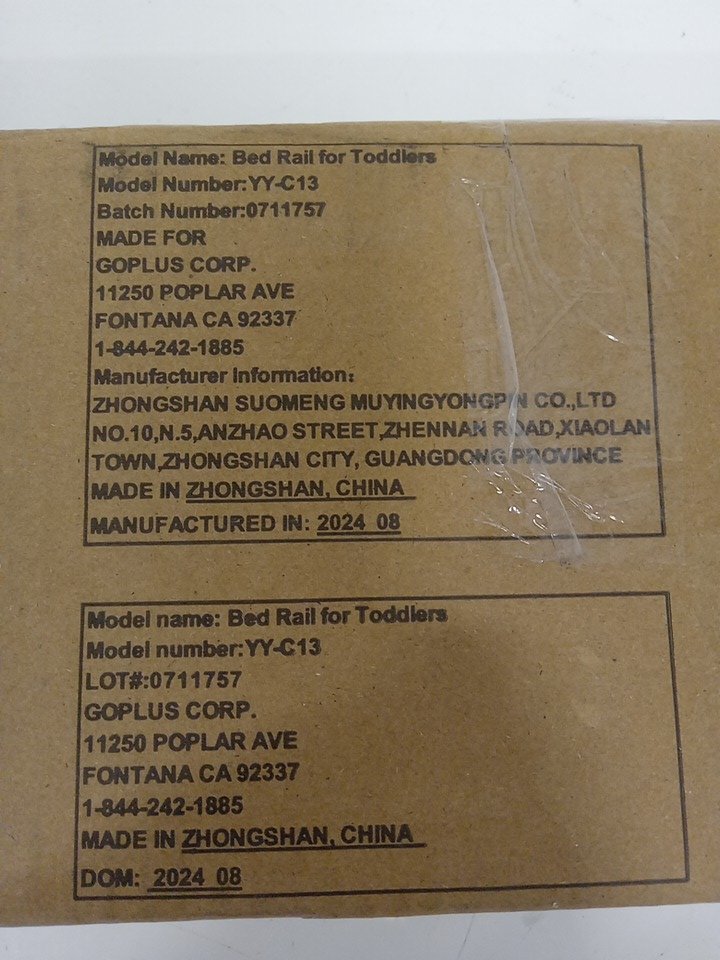 Model Name: Bed Rail for Toddlers
Model Number:YY-C13
Batch Number:0711757
MADE FOR
GOPLUS CORP.
11250 POPLAR AVE
FONTANA CA 92337
1-844-242-1885
Manufacturer Information:
ZHONGSHAN SUOMENG MUYINGYONGPIN CO.,LTD
NO.10,N.5,ANZHAO STREET,ZHENNAN ROAD,XIAOLAN
TOWN,ZHONGSHAN CITY, GUANGDONG PROVINCE
MADE IN ZHONGSHAN, CHINA
MANUFACTURED IN: 2024 08
Model name: Bed Rail for Toddlers
Model number:YY-C13
LOT#:0711757
GOPLUS CORP.
11250 POPLAR AVE
FONTANA CA 92337
1-844-242-1885
MADE IN ZHONGSHAN, CHINA
DOM: 2024 08